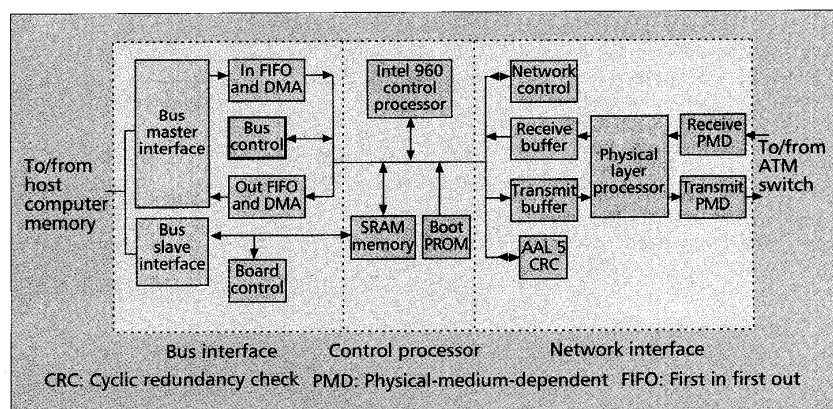 To/from
host
computer
memory
Bus
master
interface
Bus
slave
interface
In FIFO
and DMA
Bus
control
Out FIFO
and DMA
Board
control
Intel 960
control
processor
SRAM
memory
Boot
PROM
Network
control
Receive
buffer
Transmit
buffer
AAL 5
CRC
Physical
layer
processor
Receive
PMD
Transmit
PMD
To/from
ATM
switch
Bus interface
Control processor
Network interface
CRC: Cyclic redundancy check PMD: Physical-medium-dependent FIFO: First in first out